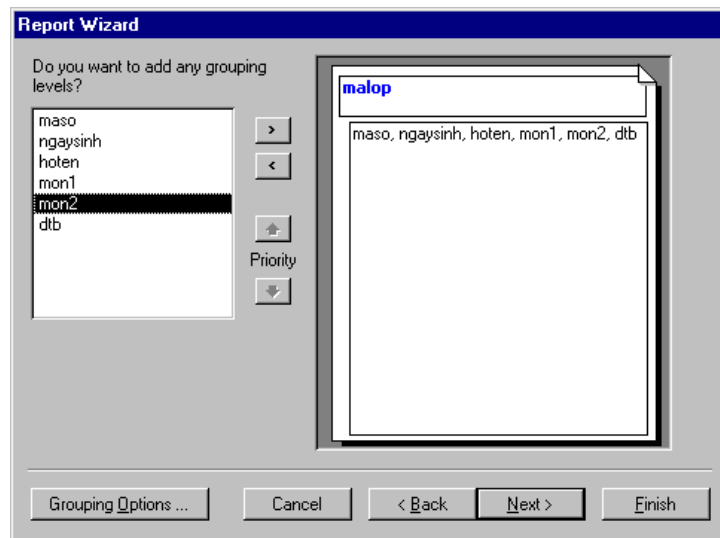 Report Wizard
Do you want to add any grouping
levels?
maso
ngaysinh
hoten
mon1
mon2
dtb
>
<
Priority
malop
maso, ngaysinh, hoten, mon1, mon2, dtb
Grouping Options ...
Cancel
< Back
Next >
Finish